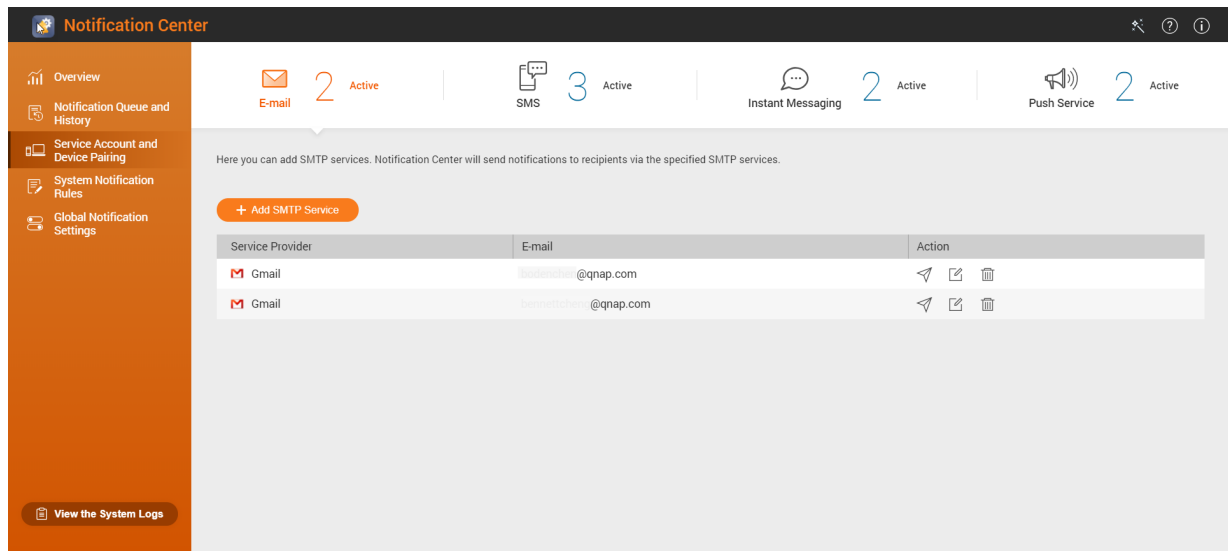 Notification Center
Overview
Notification Queue and
History
Service Account and
Device Pairing
System Notification
Rules
Global Notification
Settings
View the System Logs
E-mail 2 Active
SMS 3 Active
Instant Messaging 2 Active
Push Service 2 Active
Here you can add SMTP services. Notification Center will send notifications to recipients via the specified SMTP services.
+ Add SMTP Service
Service Provider E-mail Action
Gmail @qnap.com
Gmail @qnap.com